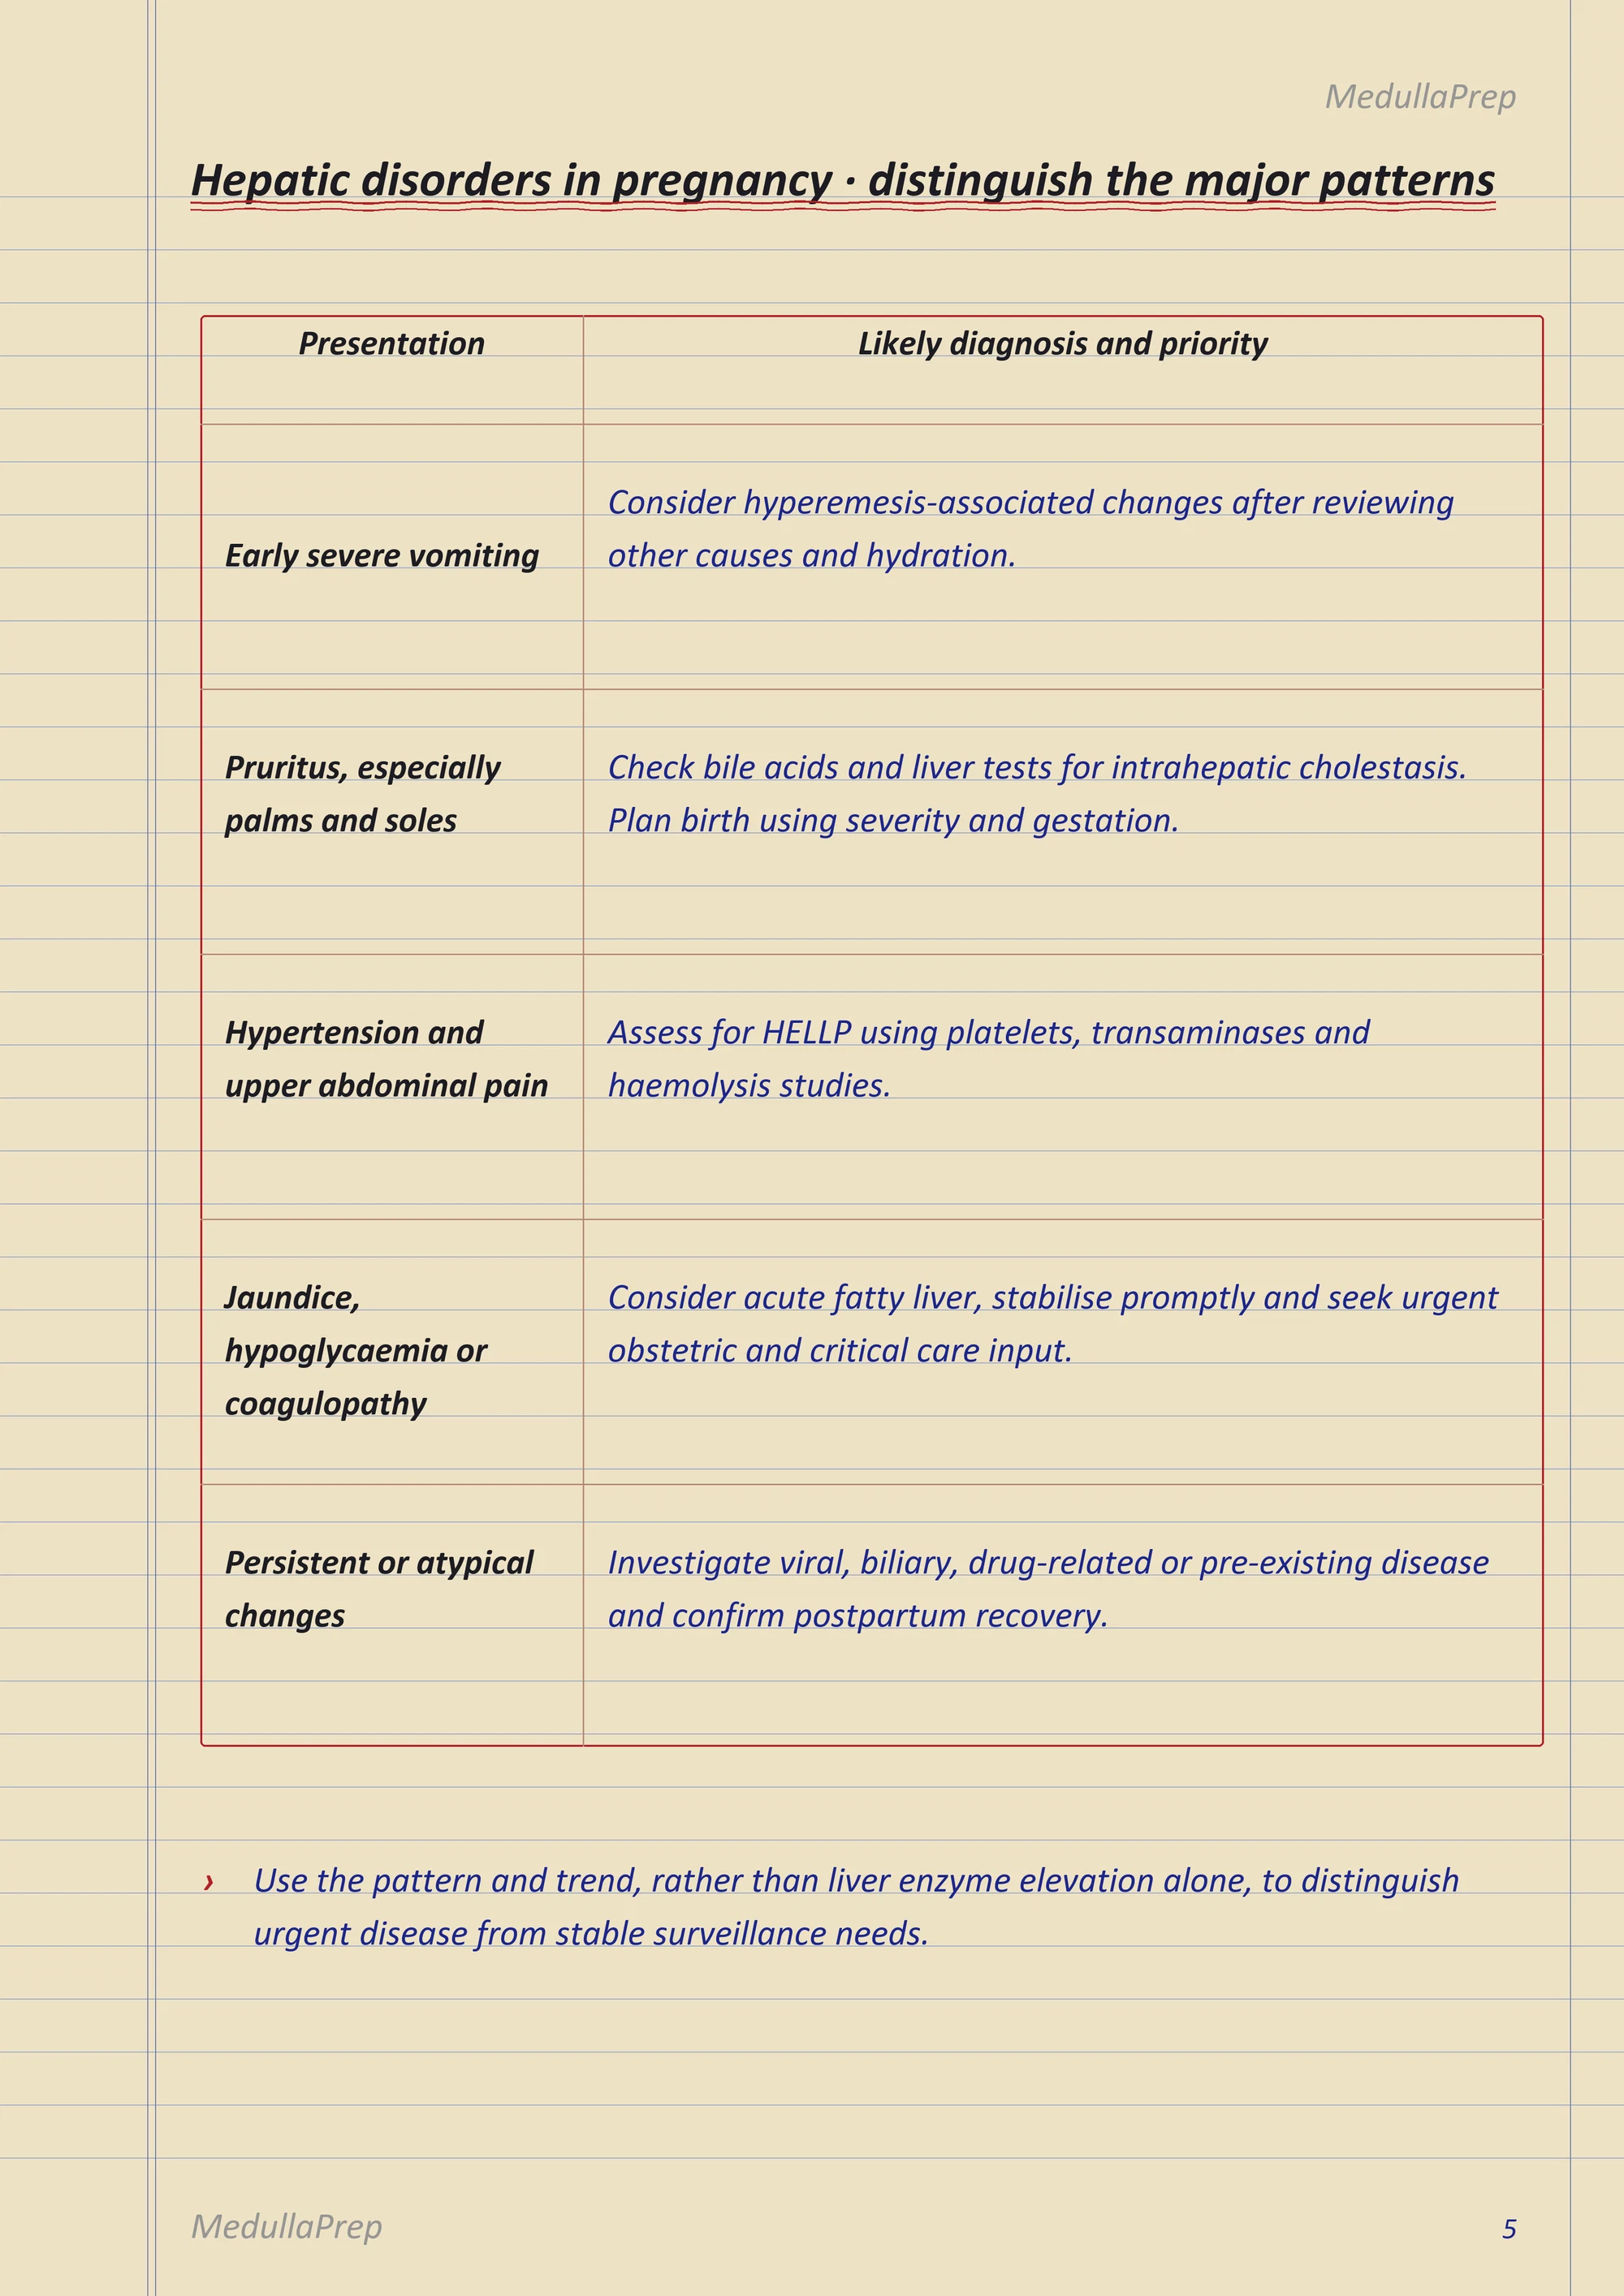 MedullaPrep
Hepatic disorders in pregnancy · distinguish the major patterns
Presentation
Likely diagnosis and priority
Early severe vomiting
Consider hyperemesis-associated changes after reviewing
other causes and hydration.
Pruritus, especially
palms and soles
Check bile acids and liver tests for intrahepatic cholestasis.
Plan birth using severity and gestation.
Hypertension and
upper abdominal pain
Assess for HELLP using platelets, transaminases and
haemolysis studies.
Jaundice,
hypoglycaemia or
coagulopathy
Consider acute fatty liver, stabilise promptly and seek urgent
obstetric and critical care input.
Persistent or atypical
changes
Investigate viral, biliary, drug-related or pre-existing disease
and confirm postpartum recovery.
› Use the pattern and trend, rather than liver enzyme elevation alone, to distinguish
urgent disease from stable surveillance needs.
MedullaPrep
5